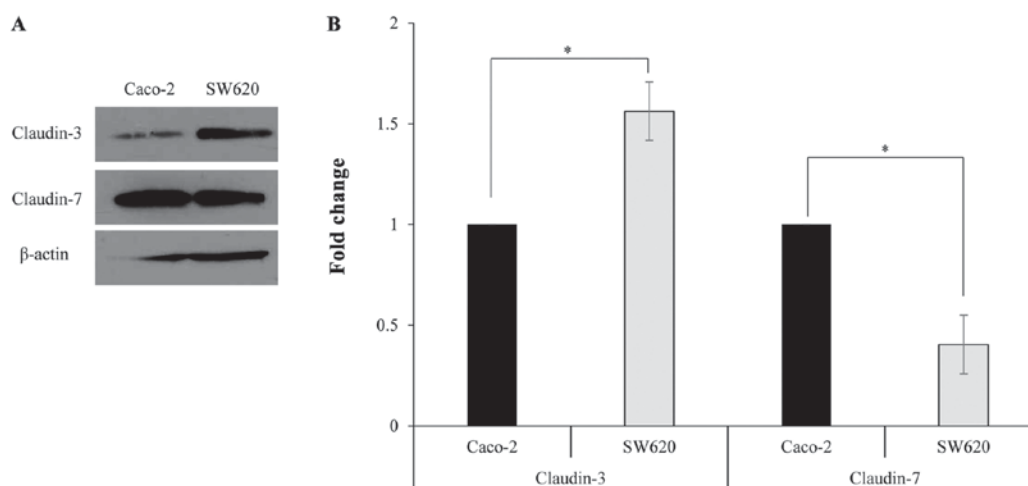 A
Caco-2 SW620
Claudin-3
Claudin-7
β-actin
B
Fold change
2
1.5
1
0.5
0
*
*
Caco-2 SW620 Caco-2 SW620
Claudin-3 Claudin-7